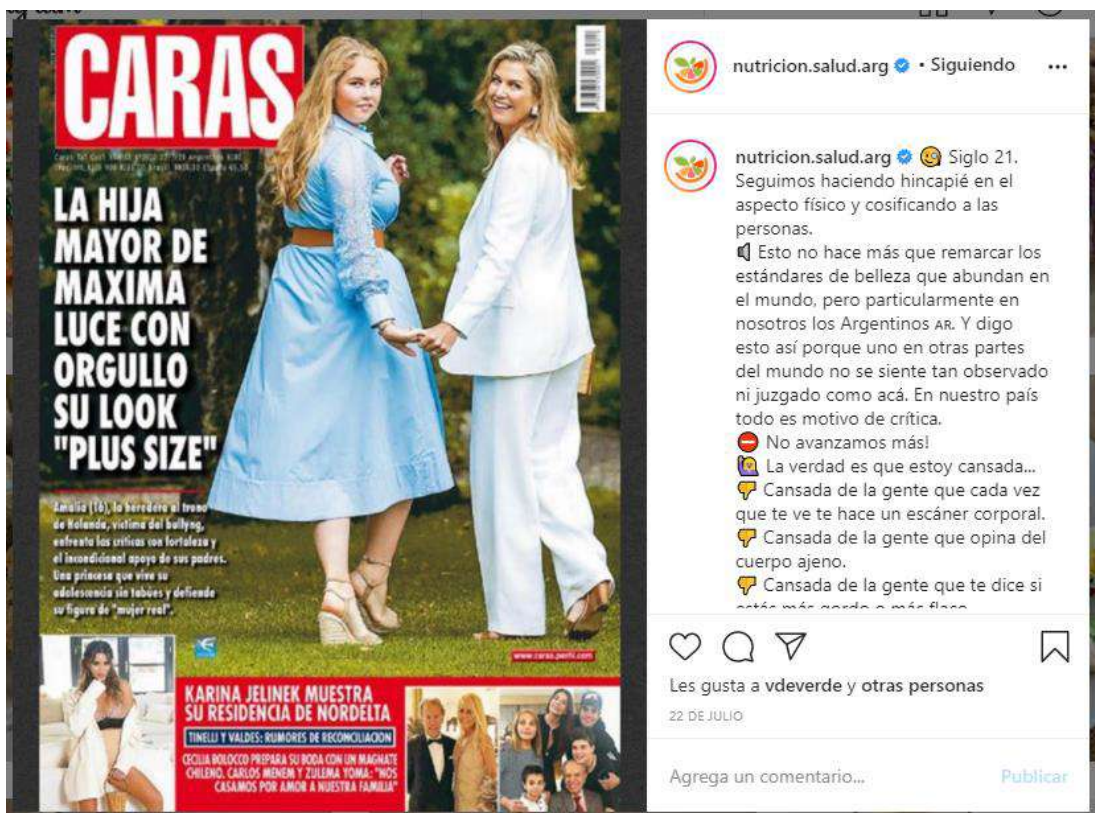 CARAS
LA HIJA
MAYOR DE
MAXIMA
LUCE CON
ORGULLO
SU LOOK
"PLUS SIZE"
Amalia (16), la heredera al trono
de Holanda, víctima del bullyng,
enfrenta las críticas con fortaleza y
el incondicional apoyo de sus padres.
Una princesa que vive su
adolescencia sin tabúes y defiende
su figura de "mujer real".
www.caras.perfil.com
KARINA JELINEK MUESTRA
SU RESIDENCIA DE NORDELTA
TINELLI Y VALDES: RUMORES DE RECONCILIACION
CECILIA BOLOCCO PREPARA SU BODA CON UN MAGNATE
CHILENO. CARLOS MENEM Y ZULEMA YOMA: "NOS
CASAMOS POR AMOR A NUESTRA FAMILIA"
nutricion.salud.arg • Siguiendo
nutricion.salud.arg 🧐 Siglo 21.
Seguimos haciendo hincapié en el
aspecto físico y cosificando a las
personas.
Esto no hace más que remarcar los
estándares de belleza que abundan en
el mundo, pero particularmente en
nosotros los Argentinos AR. Y digo
esto así porque uno en otras partes
del mundo no se siente tan observado
ni juzgado como acá. En nuestro país
todo es motivo de crítica.
⛔ No avanzamos más!
🙋 La verdad es que estoy cansada...
👎 Cansada de la gente que cada vez
que te ve te hace un escáner corporal.
👎 Cansada de la gente que opina del
cuerpo ajeno.
👎 Cansada de la gente que te dice si
estás más gordo o más flaco
Les gusta a vdeverde y otras personas
22 DE JULIO
Agrega un comentario...
Publicar